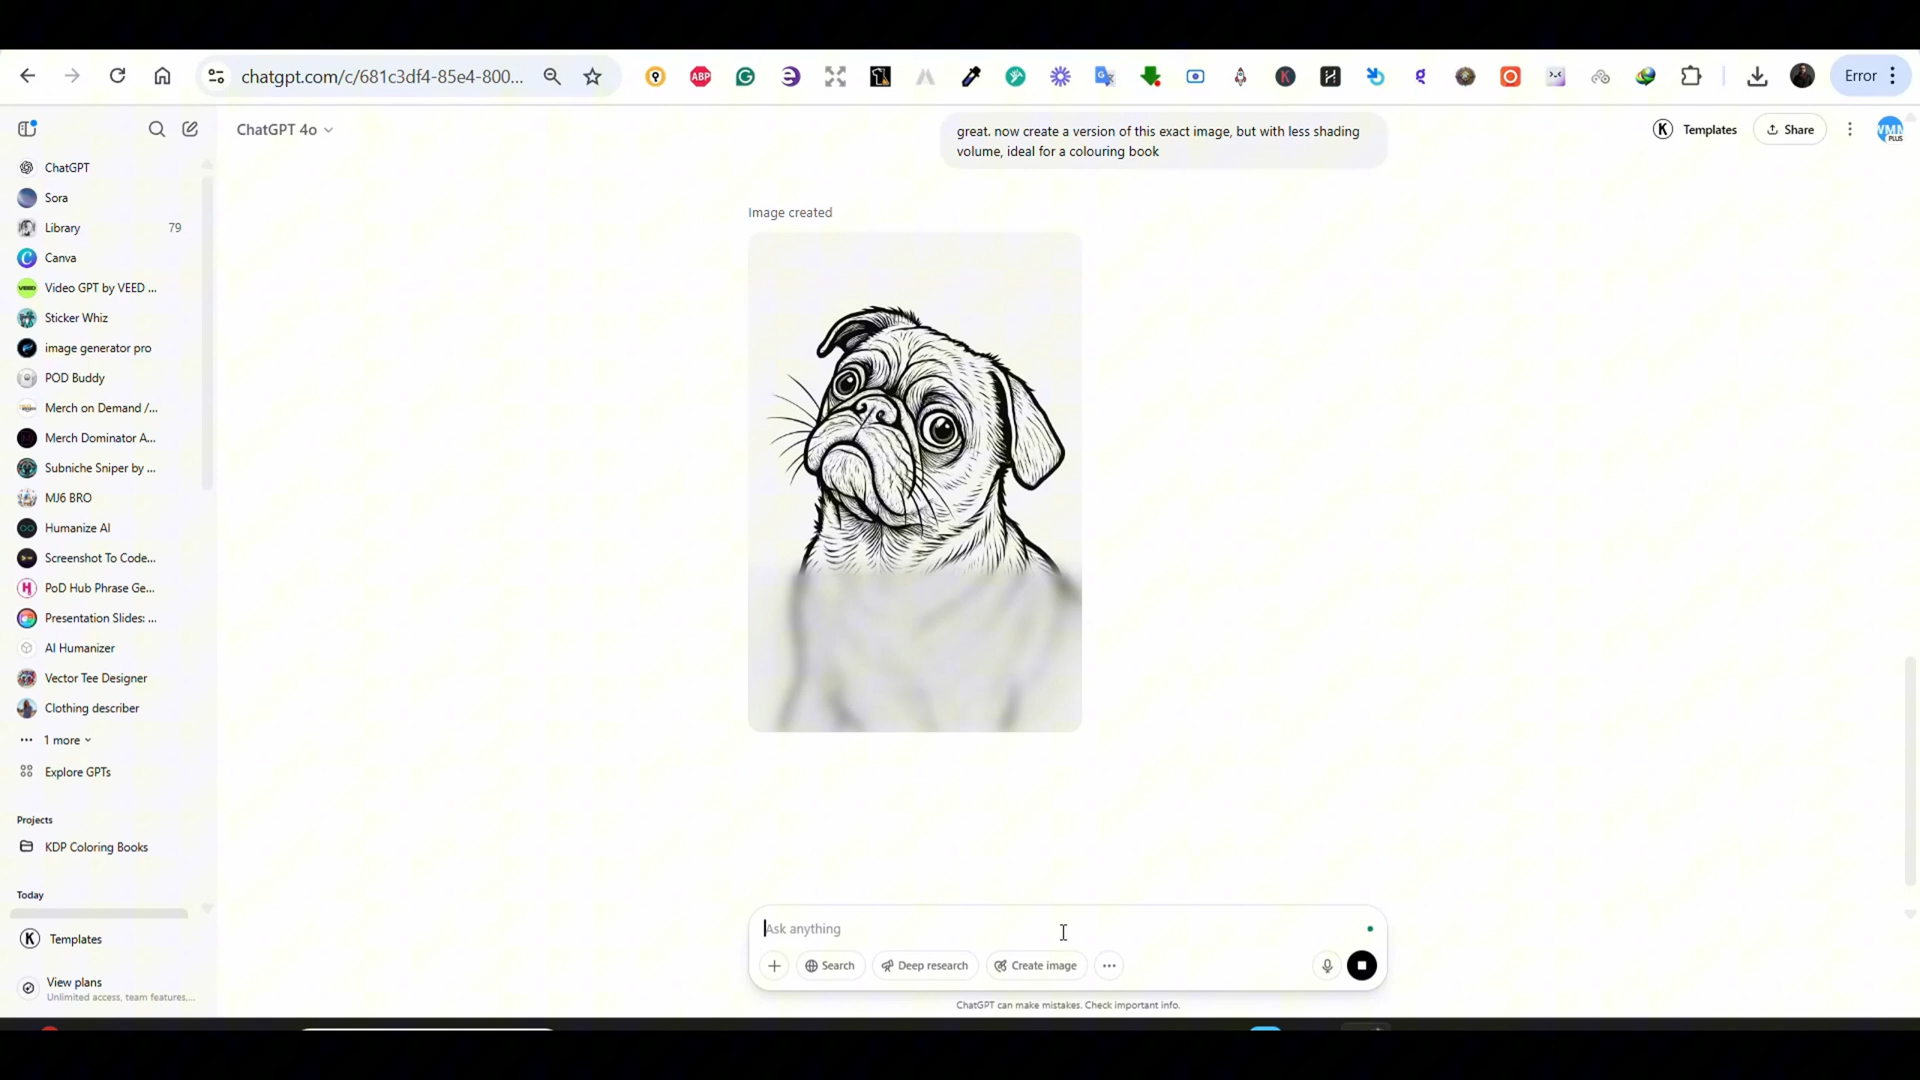 chatgpt.com/c/681c3df4-85e4-800...
ABP
Error
ChatGPT 4o
great. now create a version of this exact image, but with less shading
volume, ideal for a colouring book
Templates
Share
PLUS
ChatGPT
Sora
Library 79
Canva
Video GPT by VEED ...
Sticker Whiz
image generator pro
POD Buddy
Merch on Demand /...
Merch Dominator A...
Subniche Sniper by ...
MJ6 BRO
Humanize AI
Screenshot To Code...
PoD Hub Phrase Ge...
Presentation Slides: ...
AI Humanizer
Vector Tee Designer
Clothing describer
1 more
Explore GPTs
Projects
KDP Coloring Books
Today
Templates
View plans
Unlimited access, team features,...
Image created
Ask anything
Search
Deep research
Create image
ChatGPT can make mistakes. Check important info.